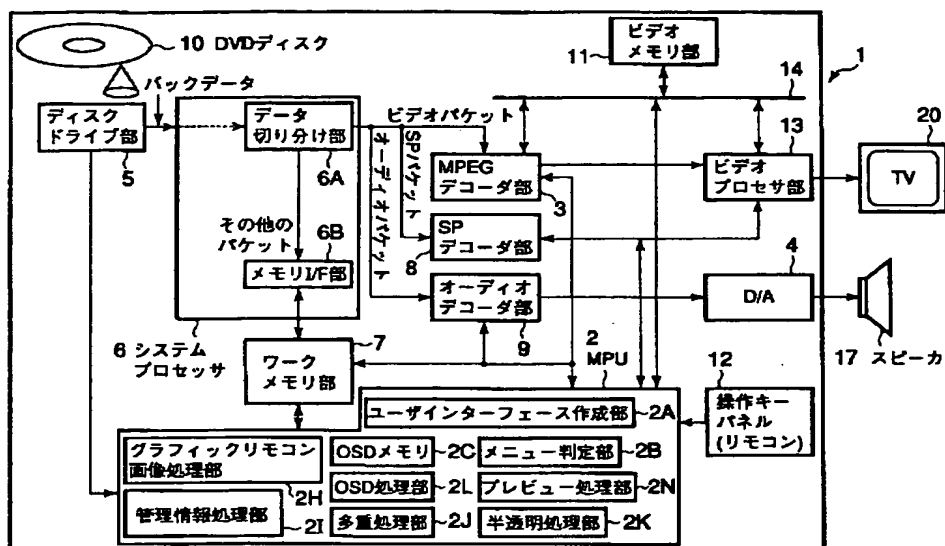 10 DVDディスク
パックデータ
ディスク
ドライブ部
5
データ
切り分け部
6A
その他の
パケット
6B
メモリI/F部
6 システム
プロセッサ
ビデオパケット
SPパケット
オーディオパケット
MPEG
デコーダ部
3
SP
デコーダ部
8
オーディオ
デコーダ部
9
ビデオ
メモリ部
11
14
1
13
ビデオ
プロセサ部
20
TV
4
D/A
17 スピーカ
7
ワーク
メモリ部
2
MPU
12
操作キー
パネル
(リモコン)
ユーザインターフェース作成部
2A
グラフィックリモコン
画像処理部
2H
OSDメモリ
2C
メニュー判定部
2B
OSD処理部
2L
プレビュー処理部
2N
管理情報処理部
2I
多重処理部
2J
半透明処理部
2K